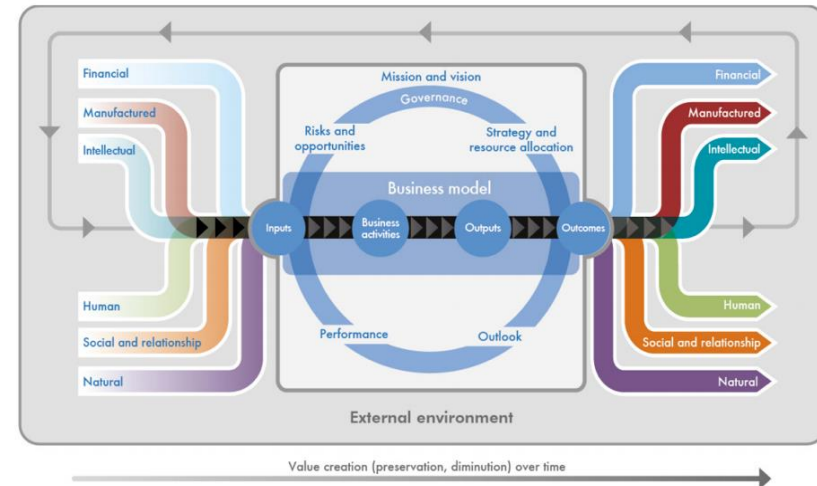 Financial
Manufactured
Intellectual
Human
Social and relationship
Natural
Mission and vision
Governance
Risks and
opportunities
Strategy and
resource allocation
Business model
Inputs
Business
activities
Outputs
Outcomes
Performance
Outlook
Financial
Manufactured
Intellectual
Human
Social and relationship
Natural
External environment
Value creation (preservation, diminution) over time